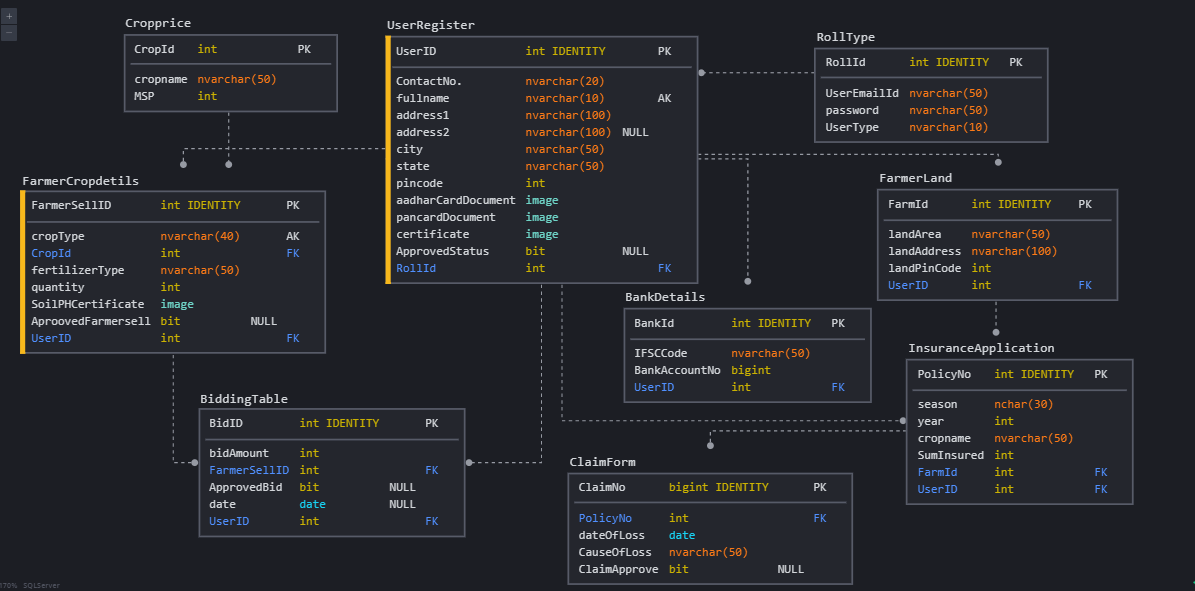 +
−
Cropprice
CropId int PK
cropname nvarchar(50)
MSP int
UserRegister
UserID int IDENTITY PK
ContactNo. nvarchar(20)
fullname nvarchar(10) AK
address1 nvarchar(100)
address2 nvarchar(100) NULL
city nvarchar(50)
state nvarchar(50)
pincode int
aadharCardDocument image
pancardDocument image
certificate image
ApprovedStatus bit NULL
RollId int FK
RollType
RollId int IDENTITY PK
UserEmailId nvarchar(50)
password nvarchar(50)
UserType nvarchar(10)
FarmerCropdetils
FarmerSellID int IDENTITY PK
cropType nvarchar(40) AK
CropId int FK
fertilizerType nvarchar(50)
quantity int
SoilPHCertificate image
AproovedFarmersell bit NULL
UserID int FK
FarmerLand
FarmId int IDENTITY PK
landArea nvarchar(50)
landAddress nvarchar(100)
landPinCode int
UserID int FK
BankDetails
BankId int IDENTITY PK
IFSCCode nvarchar(50)
BankAccountNo bigint
UserID int FK
InsuranceApplication
PolicyNo int IDENTITY PK
season nchar(30)
year int
cropname nvarchar(50)
SumInsured int
FarmId int FK
UserID int FK
BiddingTable
BidID int IDENTITY PK
bidAmount int
FarmerSellID int FK
ApprovedBid bit NULL
date date NULL
UserID int FK
ClaimForm
ClaimNo bigint IDENTITY PK
PolicyNo int FK
dateOfLoss date
CauseOfLoss nvarchar(50)
ClaimApprove bit NULL
170% SQLServer